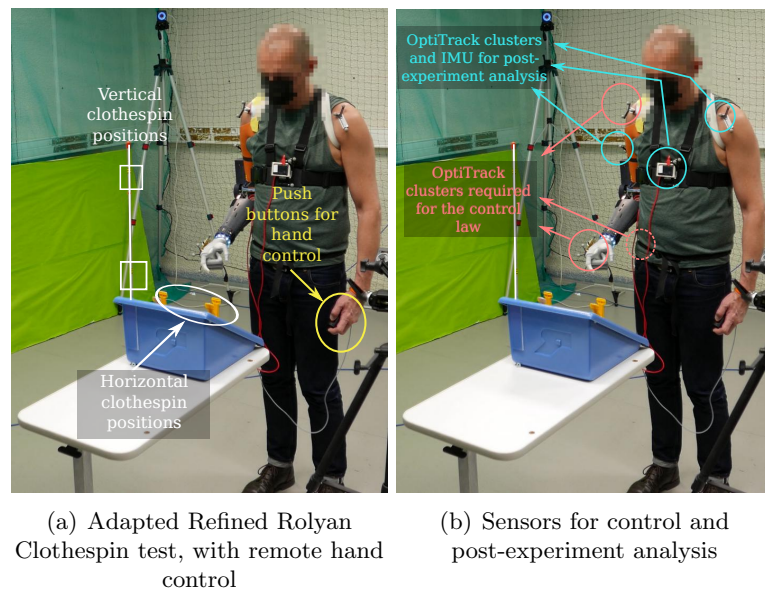 Vertical
clothespin
positions
Push
buttons for
hand
control
Horizontal
clothespin
positions
OptiTrack clusters
and IMU for post-
experiment analysis
OptiTrack
clusters required
for the control
law
(a) Adapted Refined Rolyan
Clothespin test, with remote hand
control
(b) Sensors for control and
post-experiment analysis